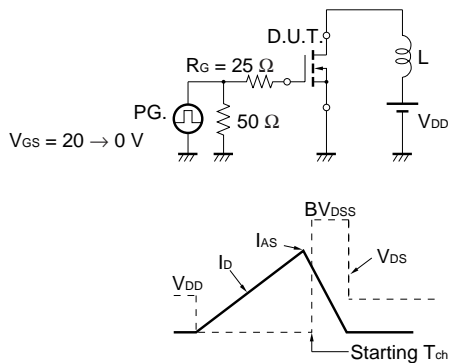 D.U.T.
RG = 25 Ω
L
PG.
50 Ω
VDD
VGS = 20 → 0 V
BVDSS
IAS
VDD
ID
VDS
Starting Tch